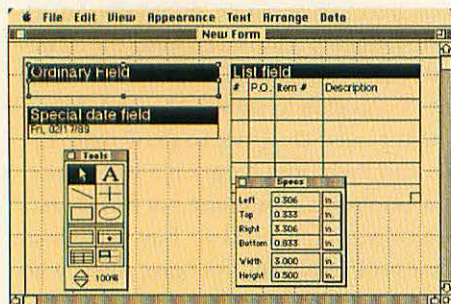 File Edit View Appearance Text Arrange Data
New Form
Ordinary Field
List field
# P.O. Item # Description
Special date field
Fri, 02/17/89
Tools
A
100%
Specs
Left 0.306 in.
Top 0.333 in.
Right 3.306 in.
Bottom 0.833 in.
Width 3.000 in.
Height 0.500 in.